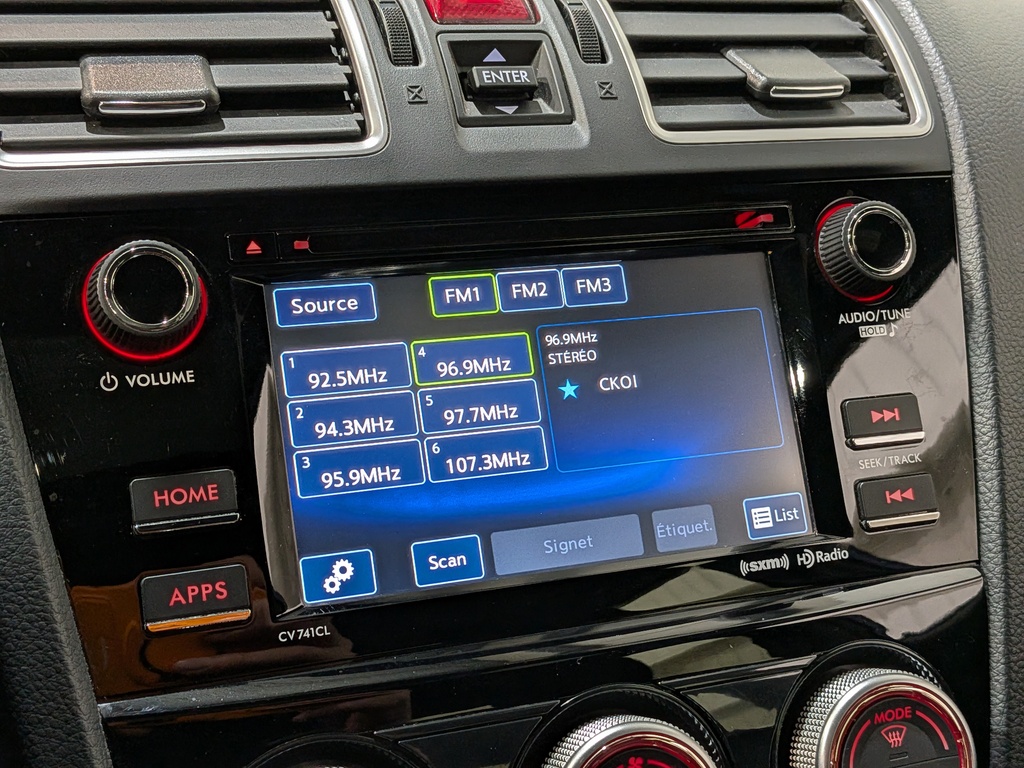 ENTER
AUDIO/TUNE
HOLD
VOLUME
Source
FM1 FM2 FM3
1 92.5MHz
4 96.9MHz
2 94.3MHz
5 97.7MHz
3 95.9MHz
6 107.3MHz
96.9MHz
STÉRÉO
CKOI
SEEK/TRACK
HOME
APPS
Scan
Signet
Étiquet.
List
((sxm)) HD Radio
CV741CL
MODE